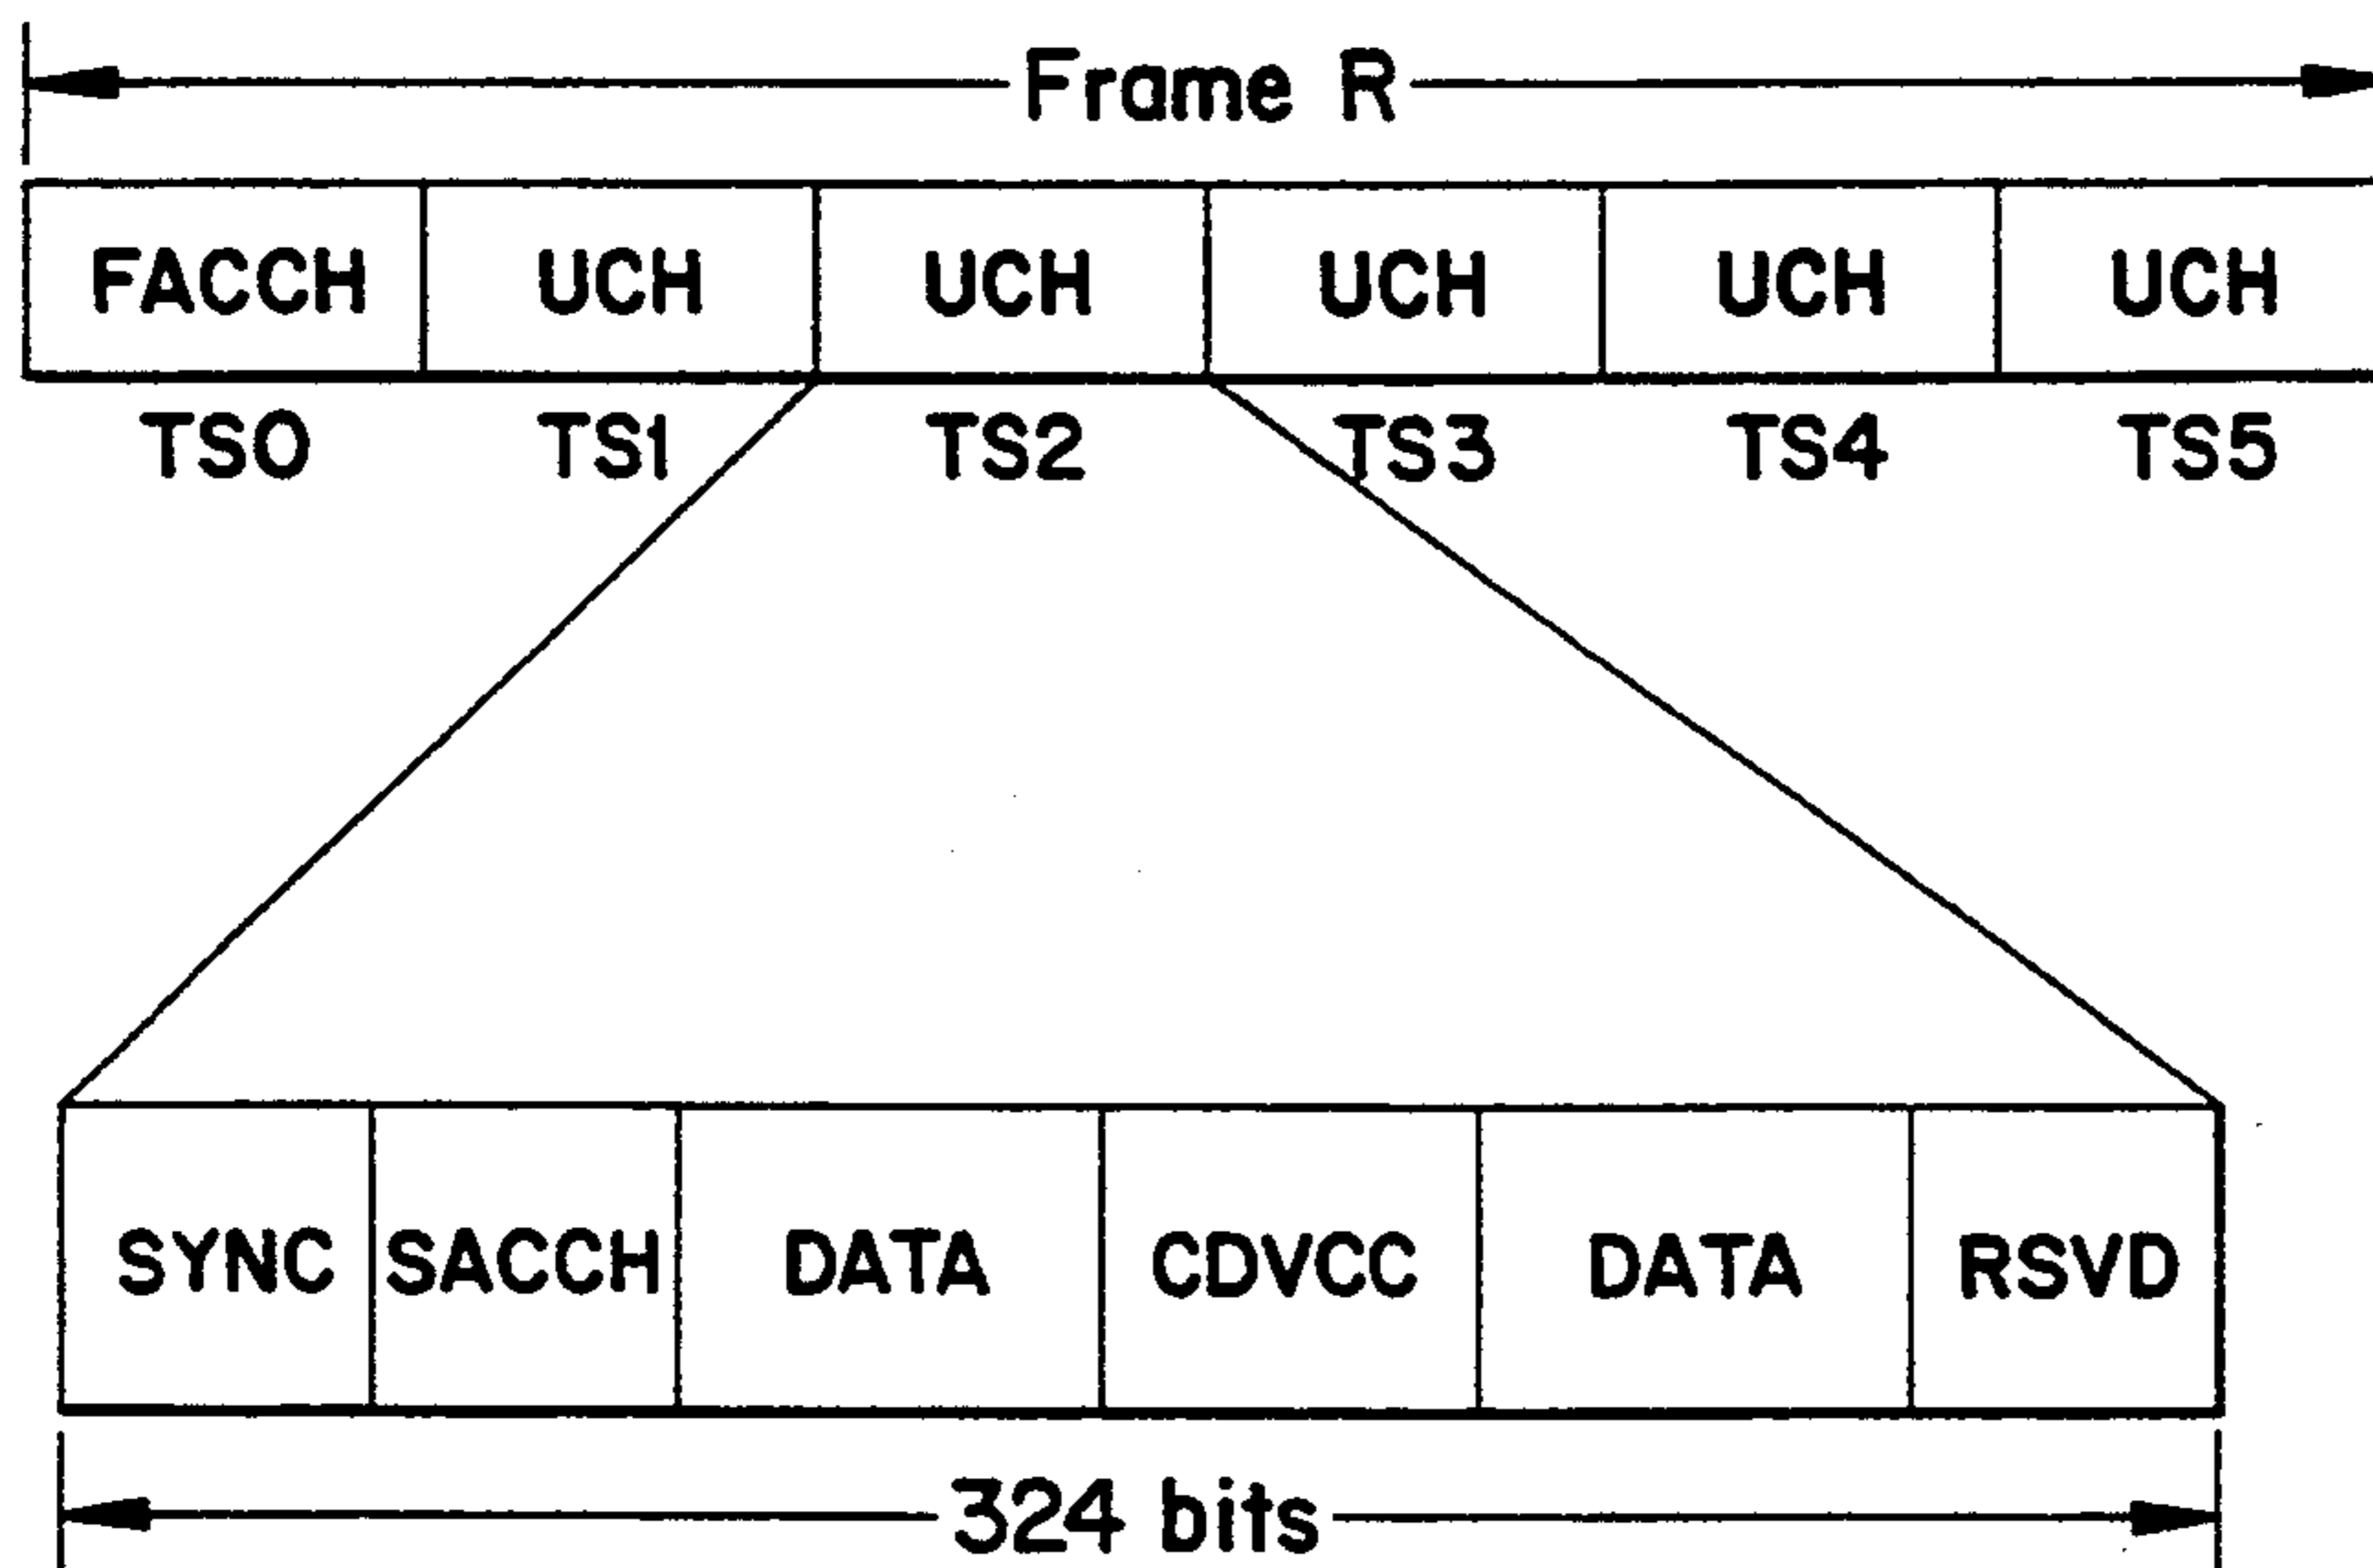 Frame R
FACCH UCH UCH UCH UCH UCH
TS0 TS1 TS2 TS3 TS4 TS5
SYNC SACCH DATA CDVCC DATA RSVD
324 bits